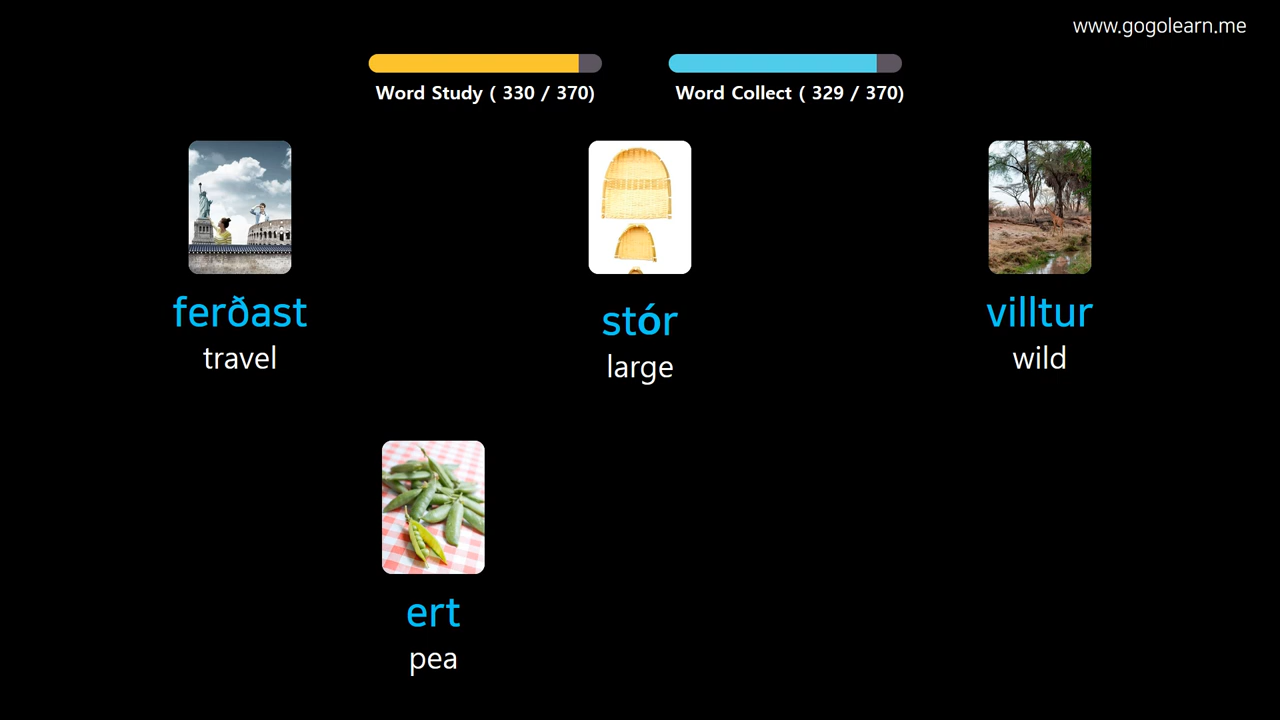 www.gogolearn.me
Word Study ( 330 / 370)
Word Collect ( 329 / 370)
ferðast
travel
stór
large
villtur
wild
ert
pea